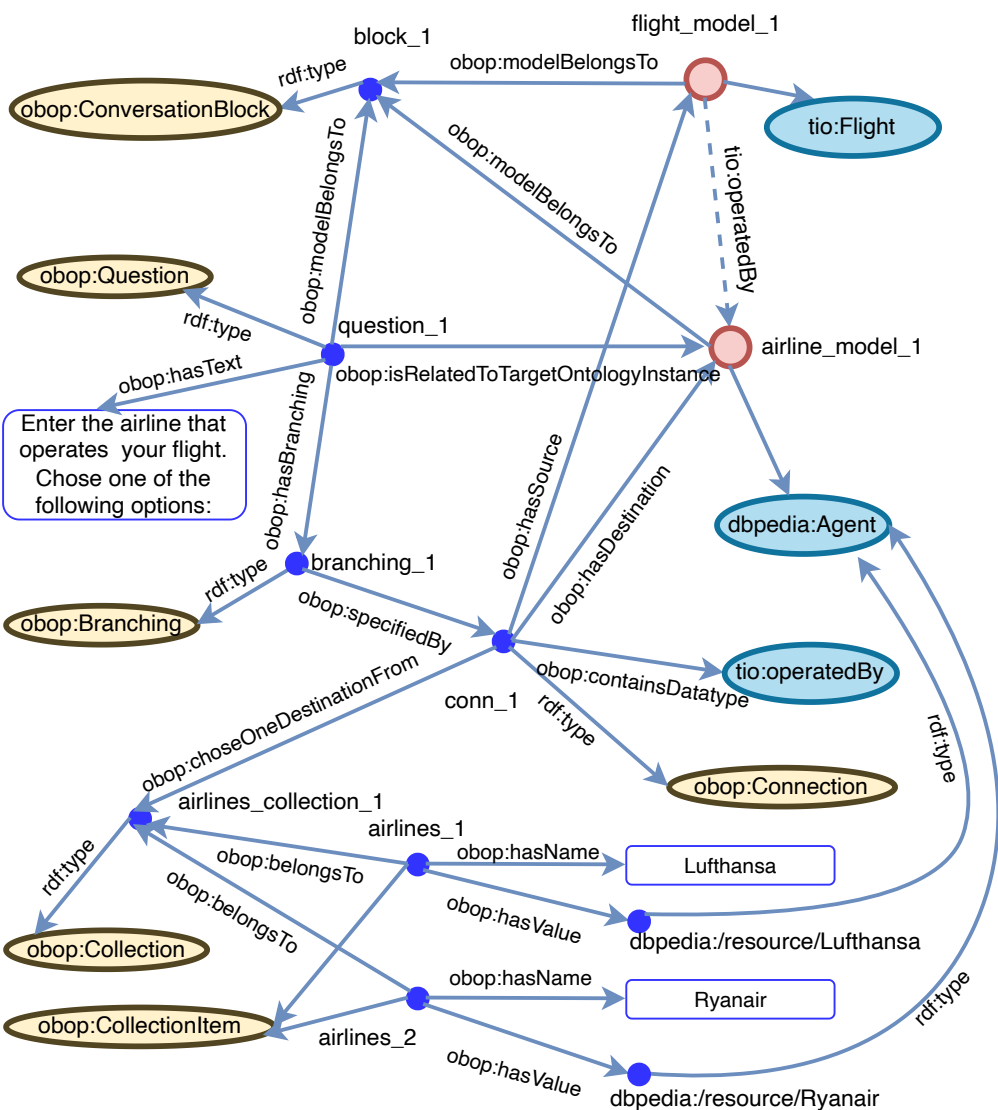 flight_model_1
block_1
obop:modelBelongsTo
rdf:type
obop:ConversationBlock
tio:Flight
obop:modelBelongsTo
obop:modelBelongsTo
tio:operatedBy
obop:Question
rdf:type
question_1
airline_model_1
obop:isRelatedToTargetOntologyInstance
obop:hasText
Enter the airline that
operates your flight.
Chose one of the
following options:
obop:hasBranching
obop:hasSource
obop:hasDestination
dbpedia:Agent
branching_1
rdf:type
obop:Branching
obop:specifiedBy
obop:containsDatatype
tio:operatedBy
conn_1
rdf:type
obop:choseOneDestinationFrom
rdf:type
obop:Connection
airlines_collection_1
airlines_1
obop:hasName
Lufthansa
obop:belongsTo
rdf:type
obop:belongsTo
obop:hasValue
dbpedia:/resource/Lufthansa
obop:Collection
obop:hasName
Ryanair
rdf:type
obop:CollectionItem
airlines_2
obop:hasValue
dbpedia:/resource/Ryanair